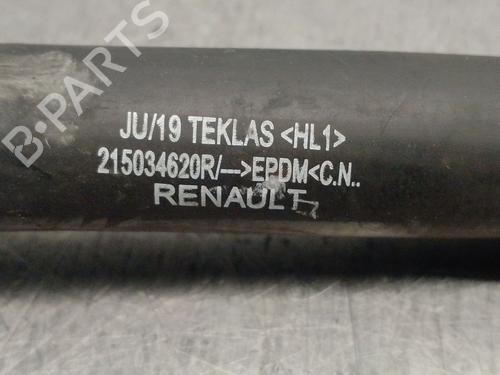 JU/19 TEKLAS <HL1>
215034620R/--->EPDM<C.N..
RENAULT
B-PARTS